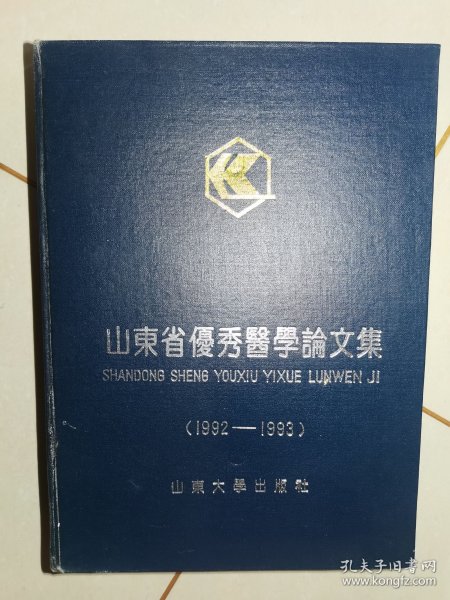 山東省優秀醫學論文集
SHANDONG SHENG YOUXIU YIXUE LUNWEN JI
(1992——1993)
山東大學出版社
孔夫子旧书网
www.kongfz.com